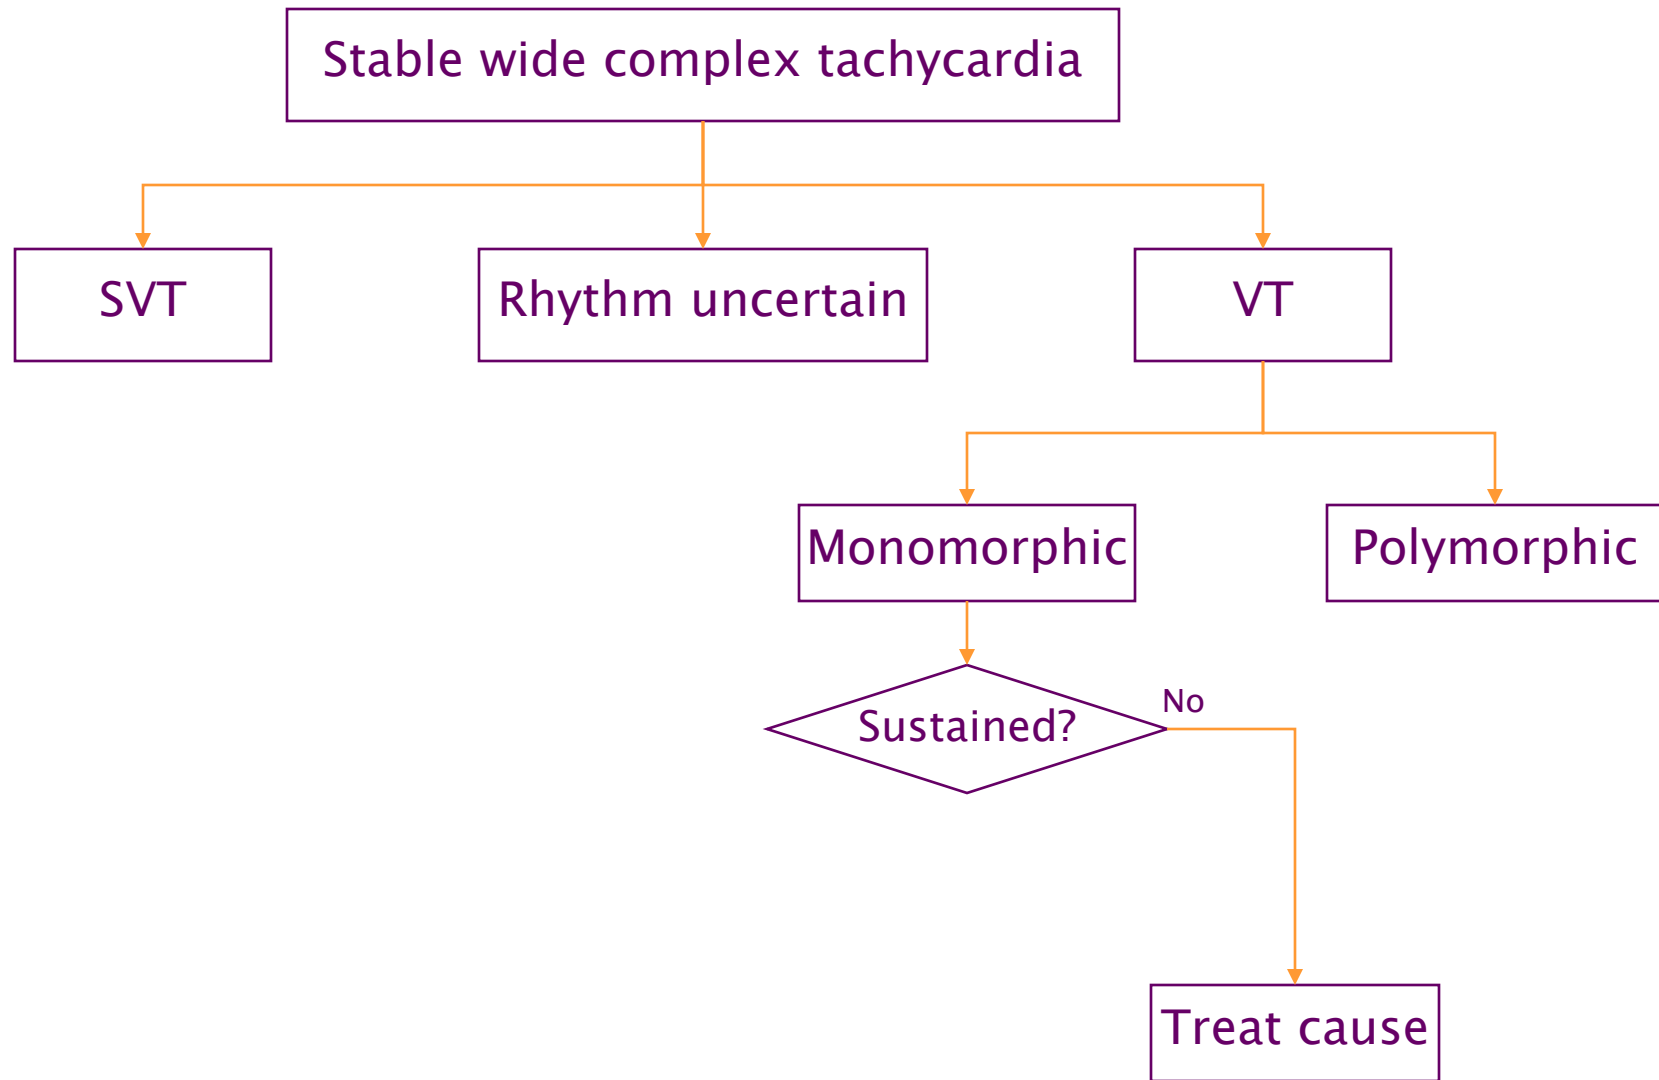 Stable wide complex tachycardia
SVT
Rhythm uncertain
VT
Monomorphic
Polymorphic
Sustained?
No
Treat cause